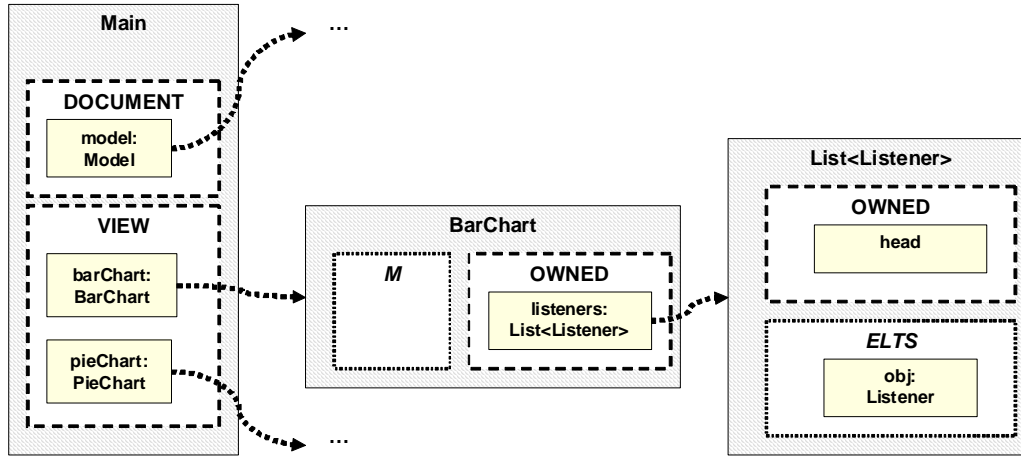 Main
...
DOCUMENT
model:
Model
VIEW
barChart:
BarChart
pieChart:
PieChart
BarChart
M
OWNED
listeners:
List<Listener>
...
List<Listener>
OWNED
head
ELTS
obj:
Listener